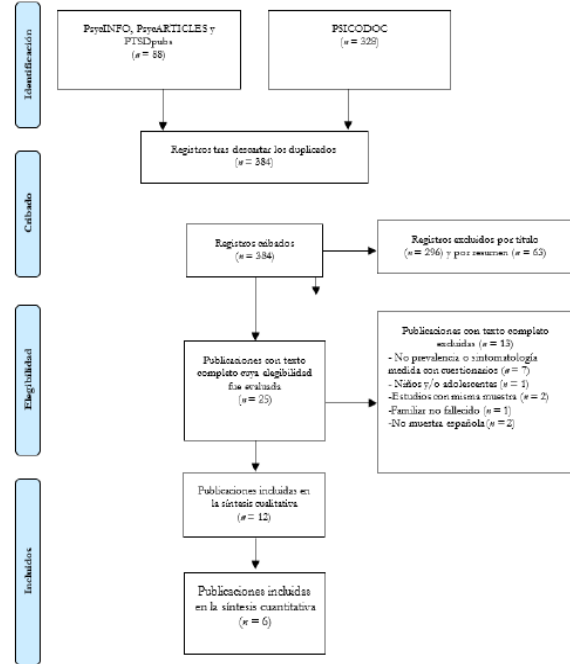 Identificación
PsycINFO, PsycARTICLES y
PTSDpubs
(n = 88)
PSICODOC
(n = 328)
Registros tras descartar los duplicados
(n = 384)
Cribado
Registros cribados
(n = 384)
Registros excluidos por título
(n = 296) y por resumen (n = 63)
Elegibilidad
Publicaciones con texto
completo cuya elegibilidad
fue evaluada
(n = 25)
Publicaciones con texto completo
excluidas (n = 13)
- No prevalencia o sintomatología
medida con cuestionarios (n = 7)
- Niños y/o adolescentes (n = 1)
-Estudios con misma muestra (n = 2)
-Familiar no fallecido (n = 1)
-No muestra española (n = 2)
Incluidos
Publicaciones incluidas en
la síntesis cualitativa
(n = 12)
Publicaciones incluidas
en la síntesis cuantitativa
(n = 6)